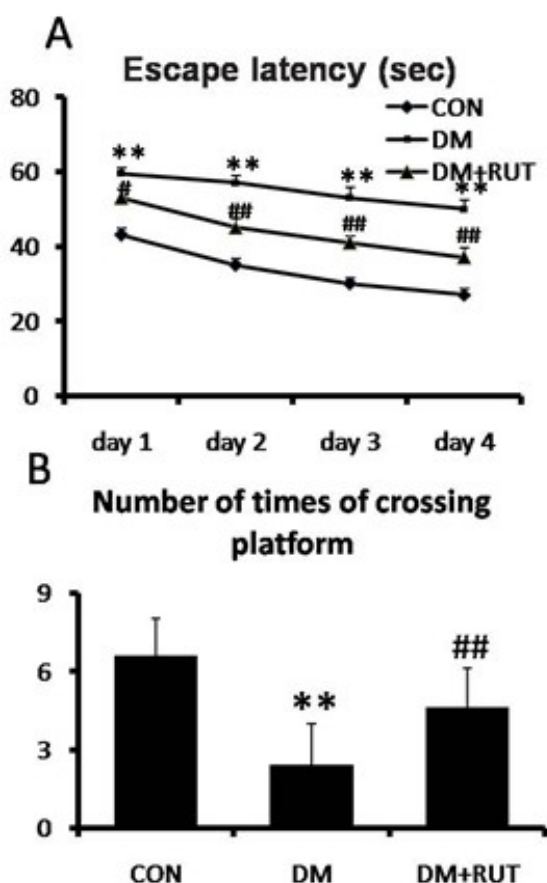 A
Escape latency (sec)
80
60
40
20
0
CON
DM
DM+RUT
** ** ** **
# ## ## ##
day 1 day 2 day 3 day 4
B
Number of times of crossing
platform
9
6
3
0
**
##
CON DM DM+RUT